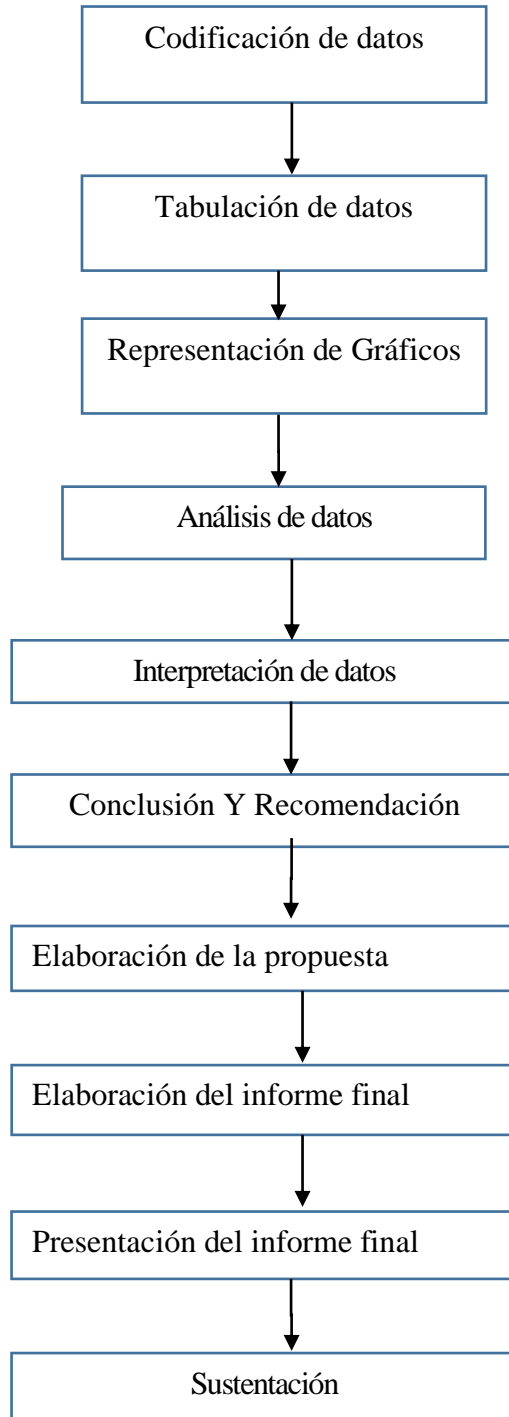 Codificación de datos
Tabulación de datos
Representación de Gráficos
Análisis de datos
Interpretación de datos
Conclusión Y Recomendación
Elaboración de la propuesta
Elaboración del informe final
Presentación del informe final
Sustentación